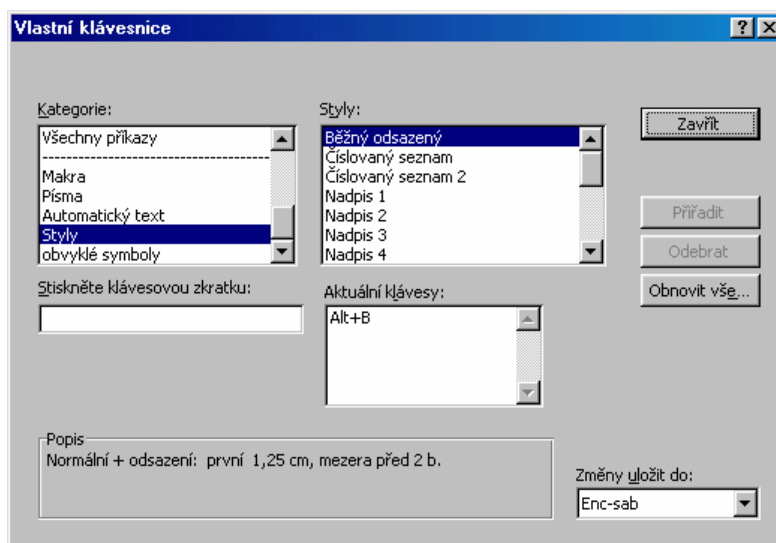 Vlastní klávesnice
Kategorie:
Všechny příkazy
------------------------------------
Makra
Písma
Automatický text
Styly
obvyklé symboly
Styly:
Běžný odsazený
Číslovaný seznam
Číslovaný seznam 2
Nadpis 1
Nadpis 2
Nadpis 3
Nadpis 4
Zavřít
Přiřadit
Odebrat
Obnovit vše...
Stiskněte klávesovou zkratku:
Aktuální klávesy:
Alt+B
Popis
Normální + odsazení: první 1,25 cm, mezera před 2 b.
Změny uložit do:
Enc-sab